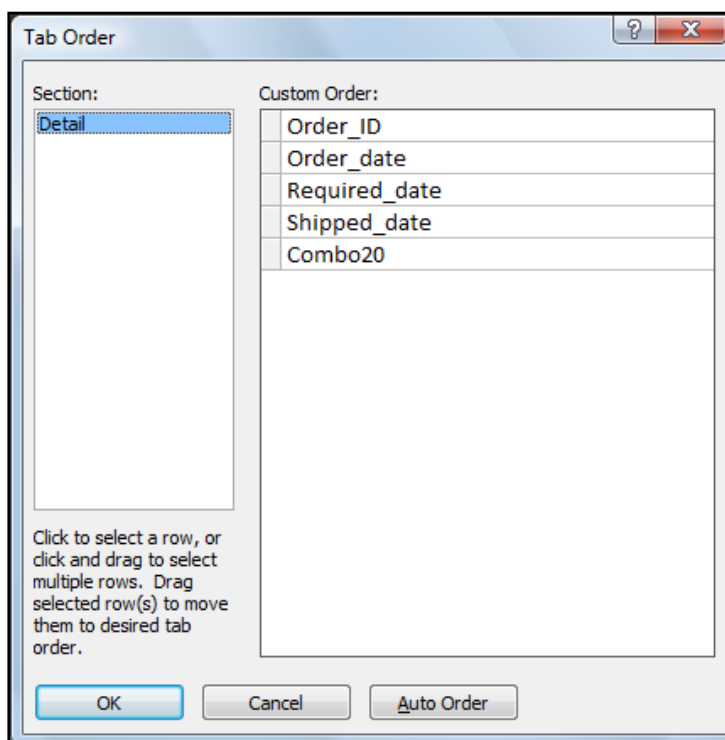 Tab Order
Section:
Detail
Custom Order:
Order_ID
Order_date
Required_date
Shipped_date
Combo20
Click to select a row, or
click and drag to select
multiple rows. Drag
selected row(s) to move
them to desired tab
order.
OK
Cancel
Auto Order